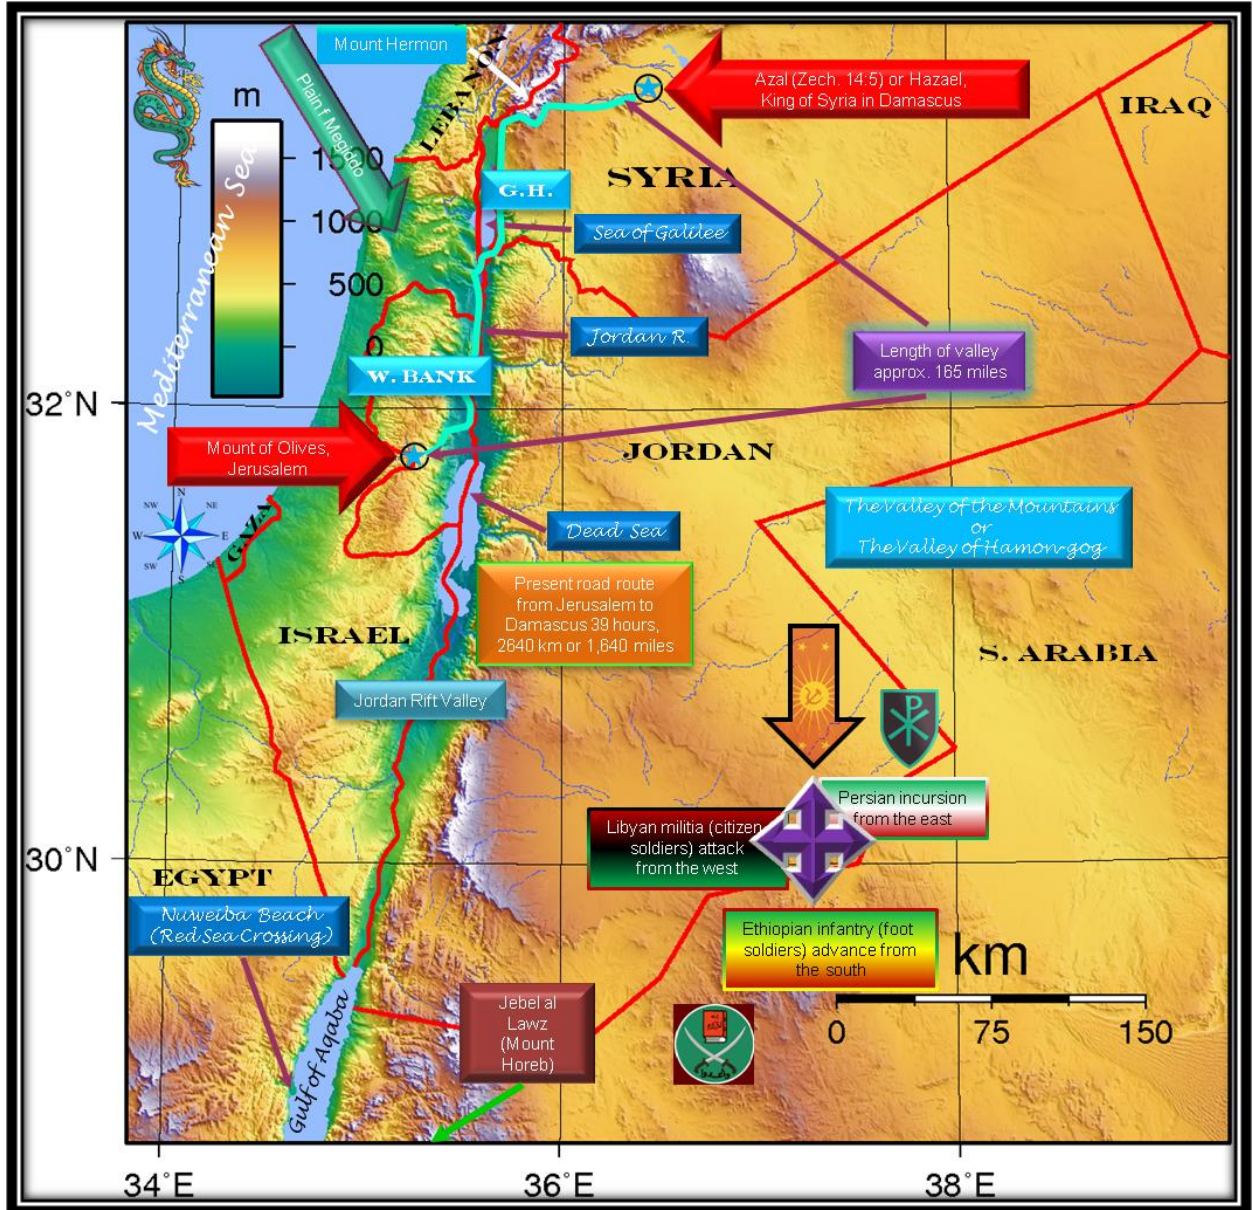 Mount Hermon
Plain f Megiddo
m
1500
1000
500
0
Mediterranean Sea
LEBANON
Azal (Zech. 14:5) or Hazael,
King of Syria in Damascus
IRAQ
SYRIA
G.H.
Sea of Galilee
Jordan R.
Length of valley
approx. 165 miles
W. BANK
32°N
Mount of Olives,
Jerusalem
JORDAN
The Valley of the Mountains
or
The Valley of Hamon-gog
N
NE
E
S
SW
W
NW
GAZA
Dead Sea
Present road route
from Jerusalem to
Damascus 39 hours,
2640 km or 1,640 miles
ISRAEL
S. ARABIA
Jordan Rift Valley
Persian incursion
from the east
Libyan militia (citizen
soldiers) attack
from the west
30°N
EGYPT
Nuweiba Beach
(Red Sea Crossing)
Ethiopian infantry (foot
soldiers) advance from
the south
km
0 75 150
Jebel al
Lawz
(Mount
Horeb)
Gulf of Aqaba
34°E 36°E 38°E